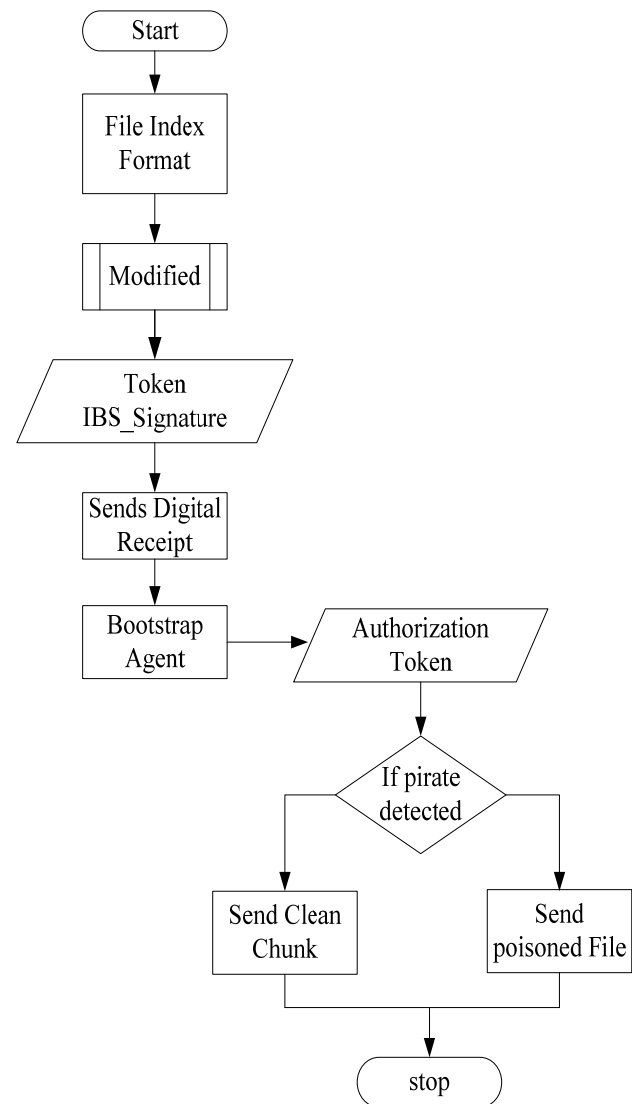 Start
File Index
Format
Modified
Token
IBS_Signature
Sends Digital
Receipt
Bootstrap
Agent
Authorization
Token
If pirate
detected
Send Clean
Chunk
Send
poisoned File
stop